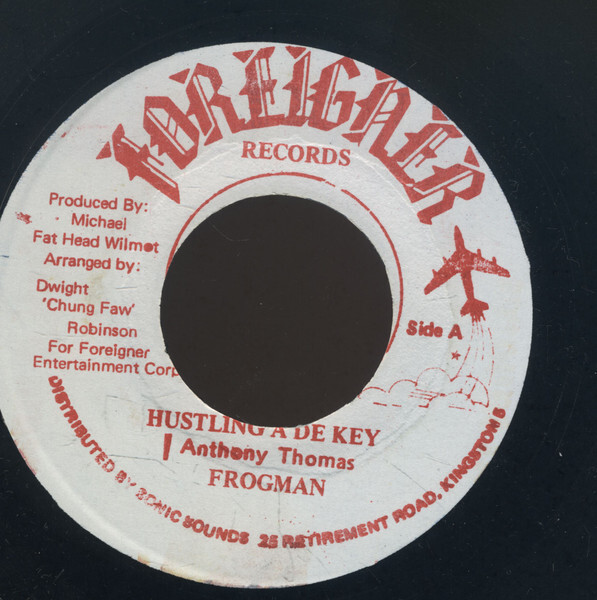 FOREIGNER
RECORDS
Produced By:
Michael
Fat Head Wilmot
Arranged by:
Dwight
'Chung Faw'
Robinson
For Foreigner
Entertainment Corp
Side A
HUSTLING A DE KEY
Anthony Thomas
FROGMAN
DISTRIBUTED BY SONIC SOUNDS 25 RETIREMENT ROAD, KINGSTON 5